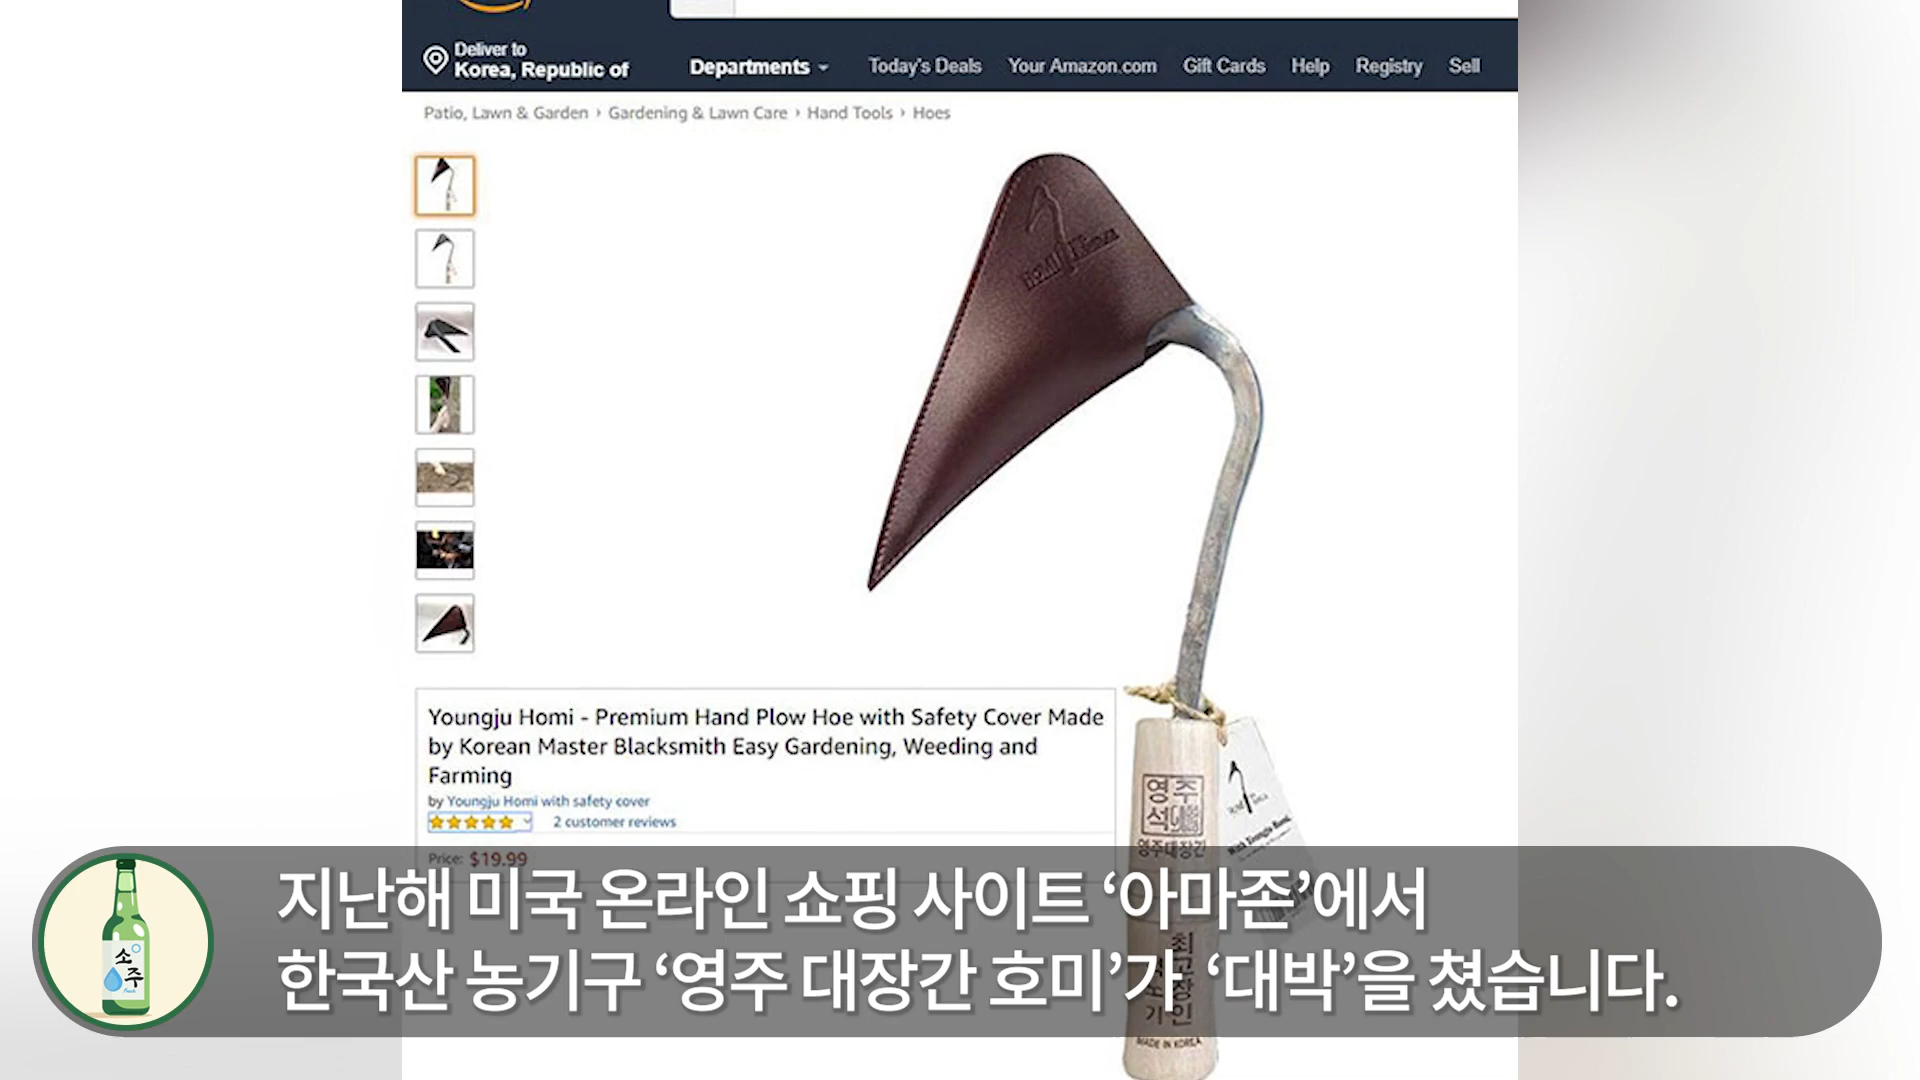 Deliver to
Korea, Republic of
Departments
Today's Deals
Your Amazon.com
Gift Cards
Help
Registry
Sell
Patio, Lawn & Garden › Gardening & Lawn Care › Hand Tools › Hoes
Youngju Homi - Premium Hand Plow Hoe with Safety Cover Made
by Korean Master Blacksmith Easy Gardening, Weeding and
Farming
by Youngju Homi with safety cover
2 customer reviews
Price: $19.99
영주
석대장간
영주대장간
지난해 미국 온라인 쇼핑 사이트 ‘아마존’에서
한국산 농기구 ‘영주 대장간 호미’가 ‘대박’을 쳤습니다.
소주
MADE IN KOREA